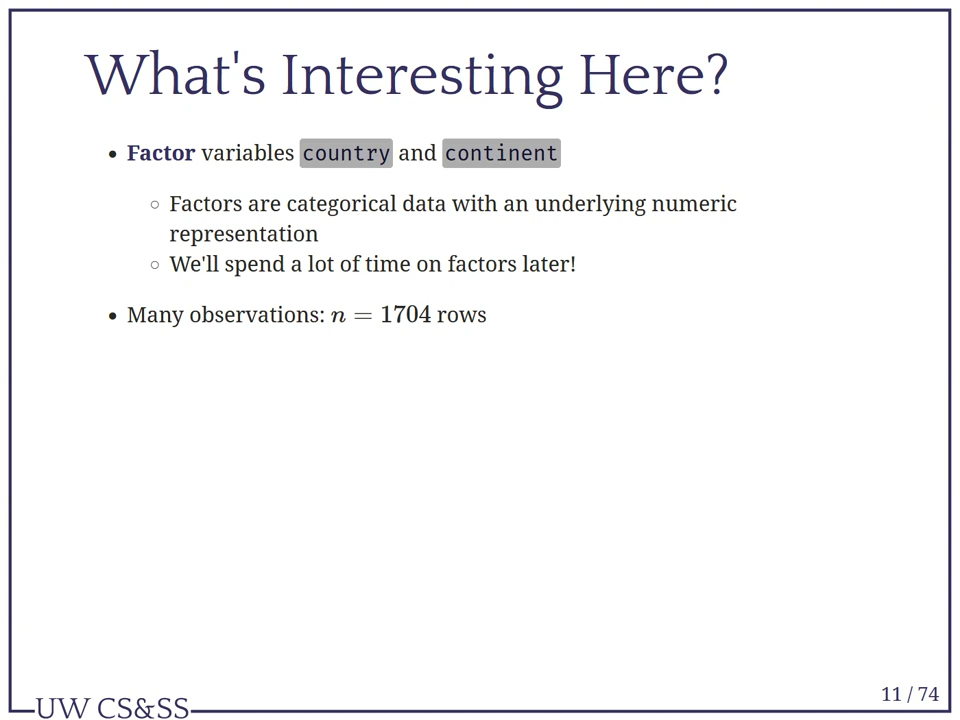 What's Interesting Here?
• Factor variables country and continent
○ Factors are categorical data with an underlying numeric
representation
○ We'll spend a lot of time on factors later!
• Many observations: n = 1704 rows
11 / 74
UW CS&SS